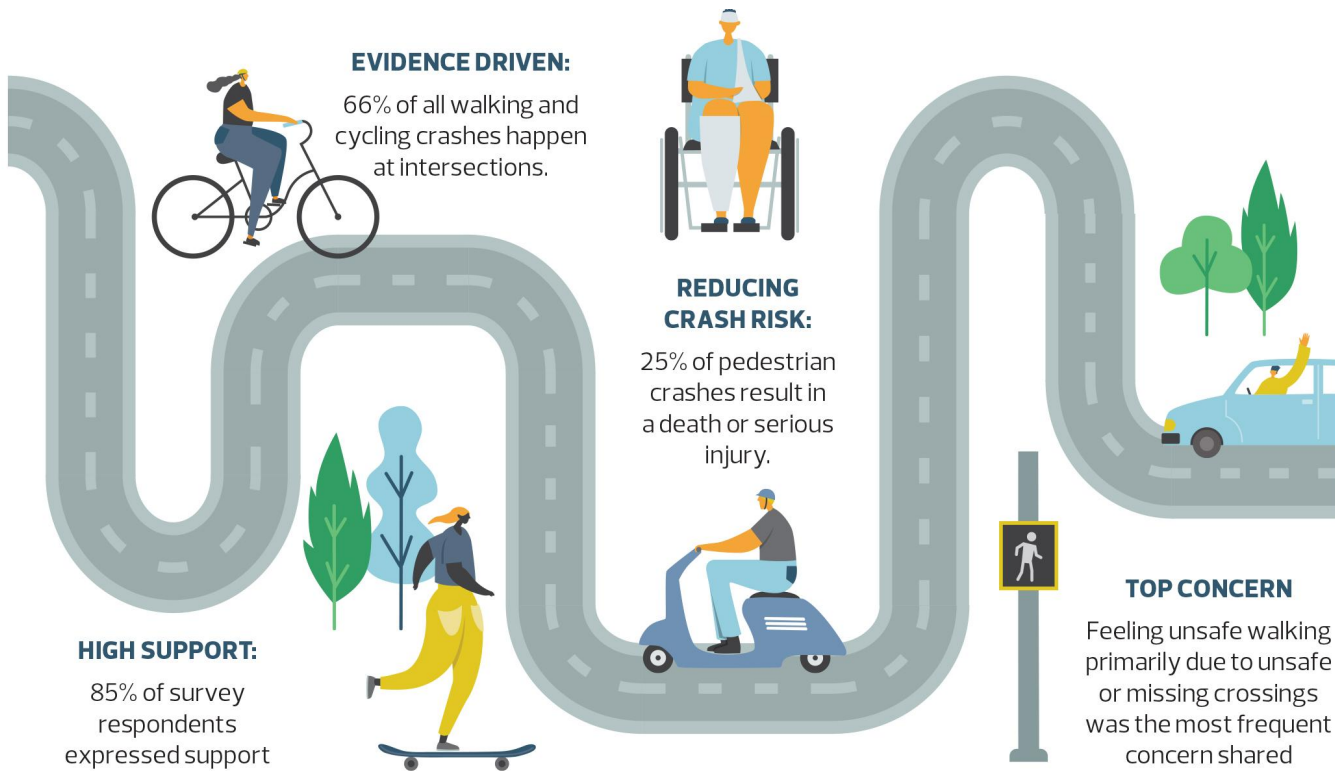 EVIDENCE DRIVEN:
66% of all walking and
cycling crashes happen
at intersections.
REDUCING
CRASH RISK:
25% of pedestrian
crashes result in
a death or serious
injury.
HIGH SUPPORT:
85% of survey
respondents
expressed support
TOP CONCERN
Feeling unsafe walking
primarily due to unsafe
or missing crossings
was the most frequent
concern shared